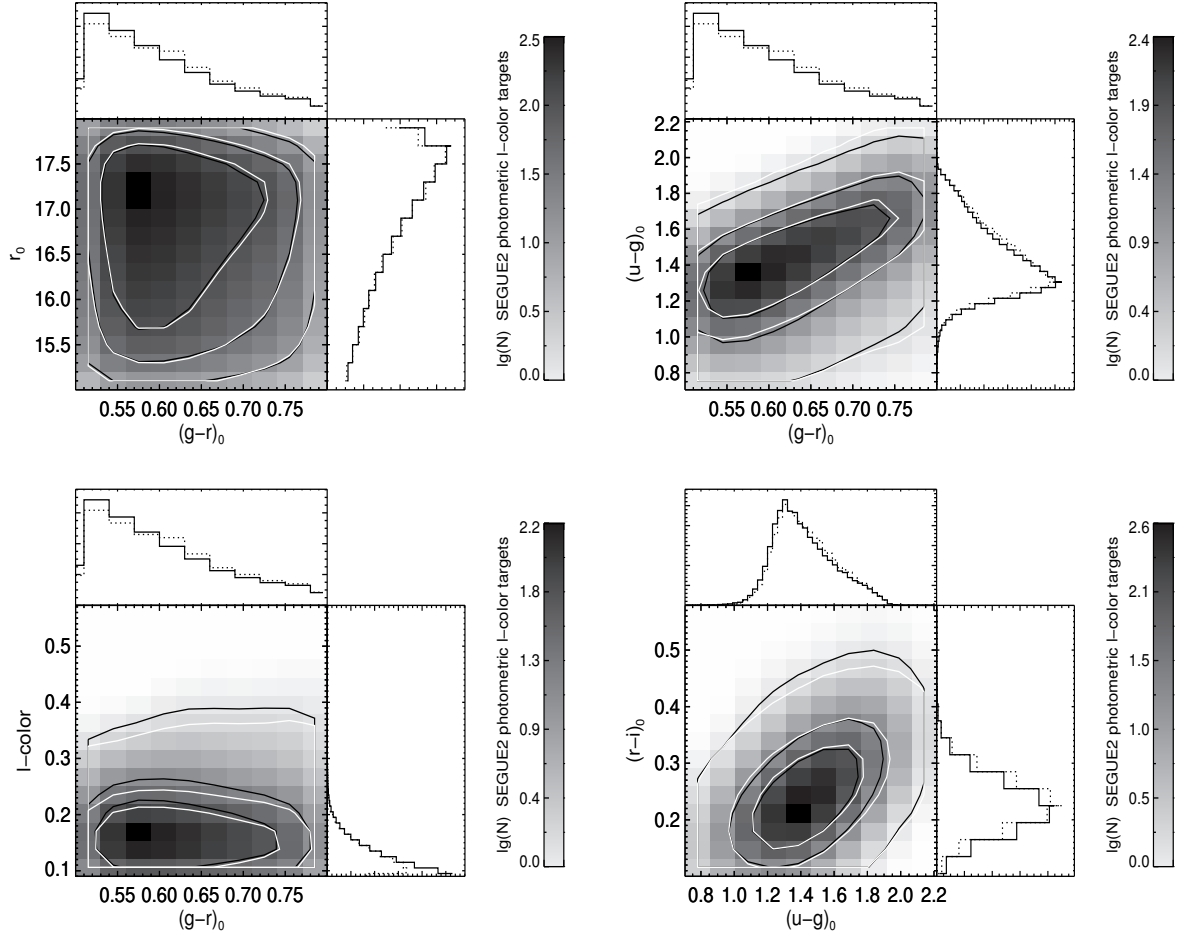 17.5
17.0
16.5
16.0
15.5
r0
0.55 0.60 0.65 0.70 0.75
(g−r)0
2.5
2.0
1.5
1.0
0.5
0.0
lg(N) SEGUE2 photometric l−color targets
2.2
2.0
1.8
1.6
1.4
1.2
1.0
0.8
(u−g)0
0.55 0.60 0.65 0.70 0.75
(g−r)0
2.4
1.9
1.4
0.9
0.4
0.0
lg(N) SEGUE2 photometric l−color targets
0.5
0.4
0.3
0.2
0.1
l−color
0.55 0.60 0.65 0.70 0.75
(g−r)0
2.2
1.8
1.3
0.9
0.4
0.0
lg(N) SEGUE2 photometric l−color targets
0.5
0.4
0.3
0.2
(r−i)0
0.8 1.0 1.2 1.4 1.6 1.8 2.0 2.2
(u−g)0
2.6
2.1
1.5
1.0
0.5
0.0
lg(N) SEGUE2 photometric l−color targets